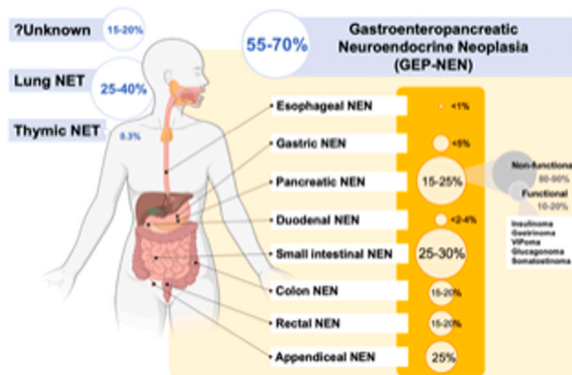 ?Unknown
15-20%
Lung NET
25-40%
Thymic NET
0.3%
55-70%
Gastroenteropancreatic
Neuroendocrine Neoplasia
(GEP-NEN)
Esophageal NEN
<1%
Gastric NEN
<5%
Pancreatic NEN
15-25%
Non-functional
80-90%
Functional
10-20%
Insulinoma
Gastrinoma
VIPoma
Glucagonoma
Somatostinoma
Duodenal NEN
<2-4%
Small intestinal NEN
25-30%
Colon NEN
15-20%
Rectal NEN
15-20%
Appendiceal NEN
25%